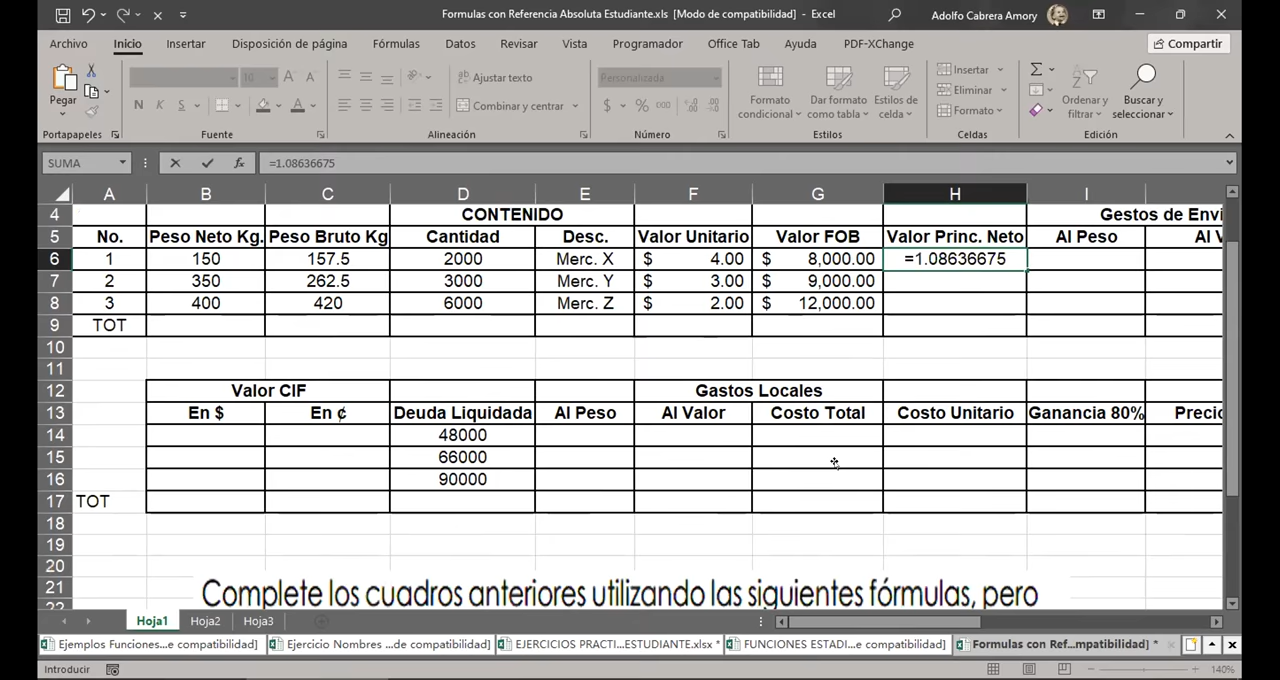 Formulas con Referencia Absoluta Estudiante.xls [Modo de compatibilidad] - Excel
Adolfo Cabrera Amory
Archivo Inicio Insertar Disposición de página Fórmulas Datos Revisar Vista Programador Office Tab Ayuda PDF-XChange Compartir
Pegar
10
Ajustar texto
Combinar y centrar
Personalizada
N K S
$ % 000
Formato condicional
Dar formato como tabla
Estilos de celda
Insertar
Eliminar
Formato
Ordenar y filtrar
Buscar y seleccionar
Portapapeles Fuente Alineación Número Estilos Celdas Edición
SUMA fx =1.08636675
A B C D E F G H I
4 CONTENIDO Gestos de Envi
5 No. Peso Neto Kg. Peso Bruto Kg Cantidad Desc. Valor Unitario Valor FOB Valor Princ. Neto Al Peso Al V
6 1 150 157.5 2000 Merc. X $ 4.00 $ 8,000.00 =1.08636675
7 2 350 262.5 3000 Merc. Y $ 3.00 $ 9,000.00
8 3 400 420 6000 Merc. Z $ 2.00 $ 12,000.00
9 TOT
10
11
12 Valor CIF Gastos Locales
13 En $ En ¢ Deuda Liquidada Al Peso Al Valor Costo Total Costo Unitario Ganancia 80% Precio
14 48000
15 66000
16 90000
17 TOT
18
19
20
21 Complete los cuadros anteriores utilizando las siguientes fórmulas, pero
22
Hoja1 Hoja2 Hoja3
Ejemplos Funciones...e compatibilidad] Ejercicio Nombres ...de compatibilidad] EJERCICIOS PRACTI...ESTUDIANTE.xlsx * FUNCIONES ESTADI...e compatibilidad] Formulas con Ref...mpatibilidad] *
Introducir 140%